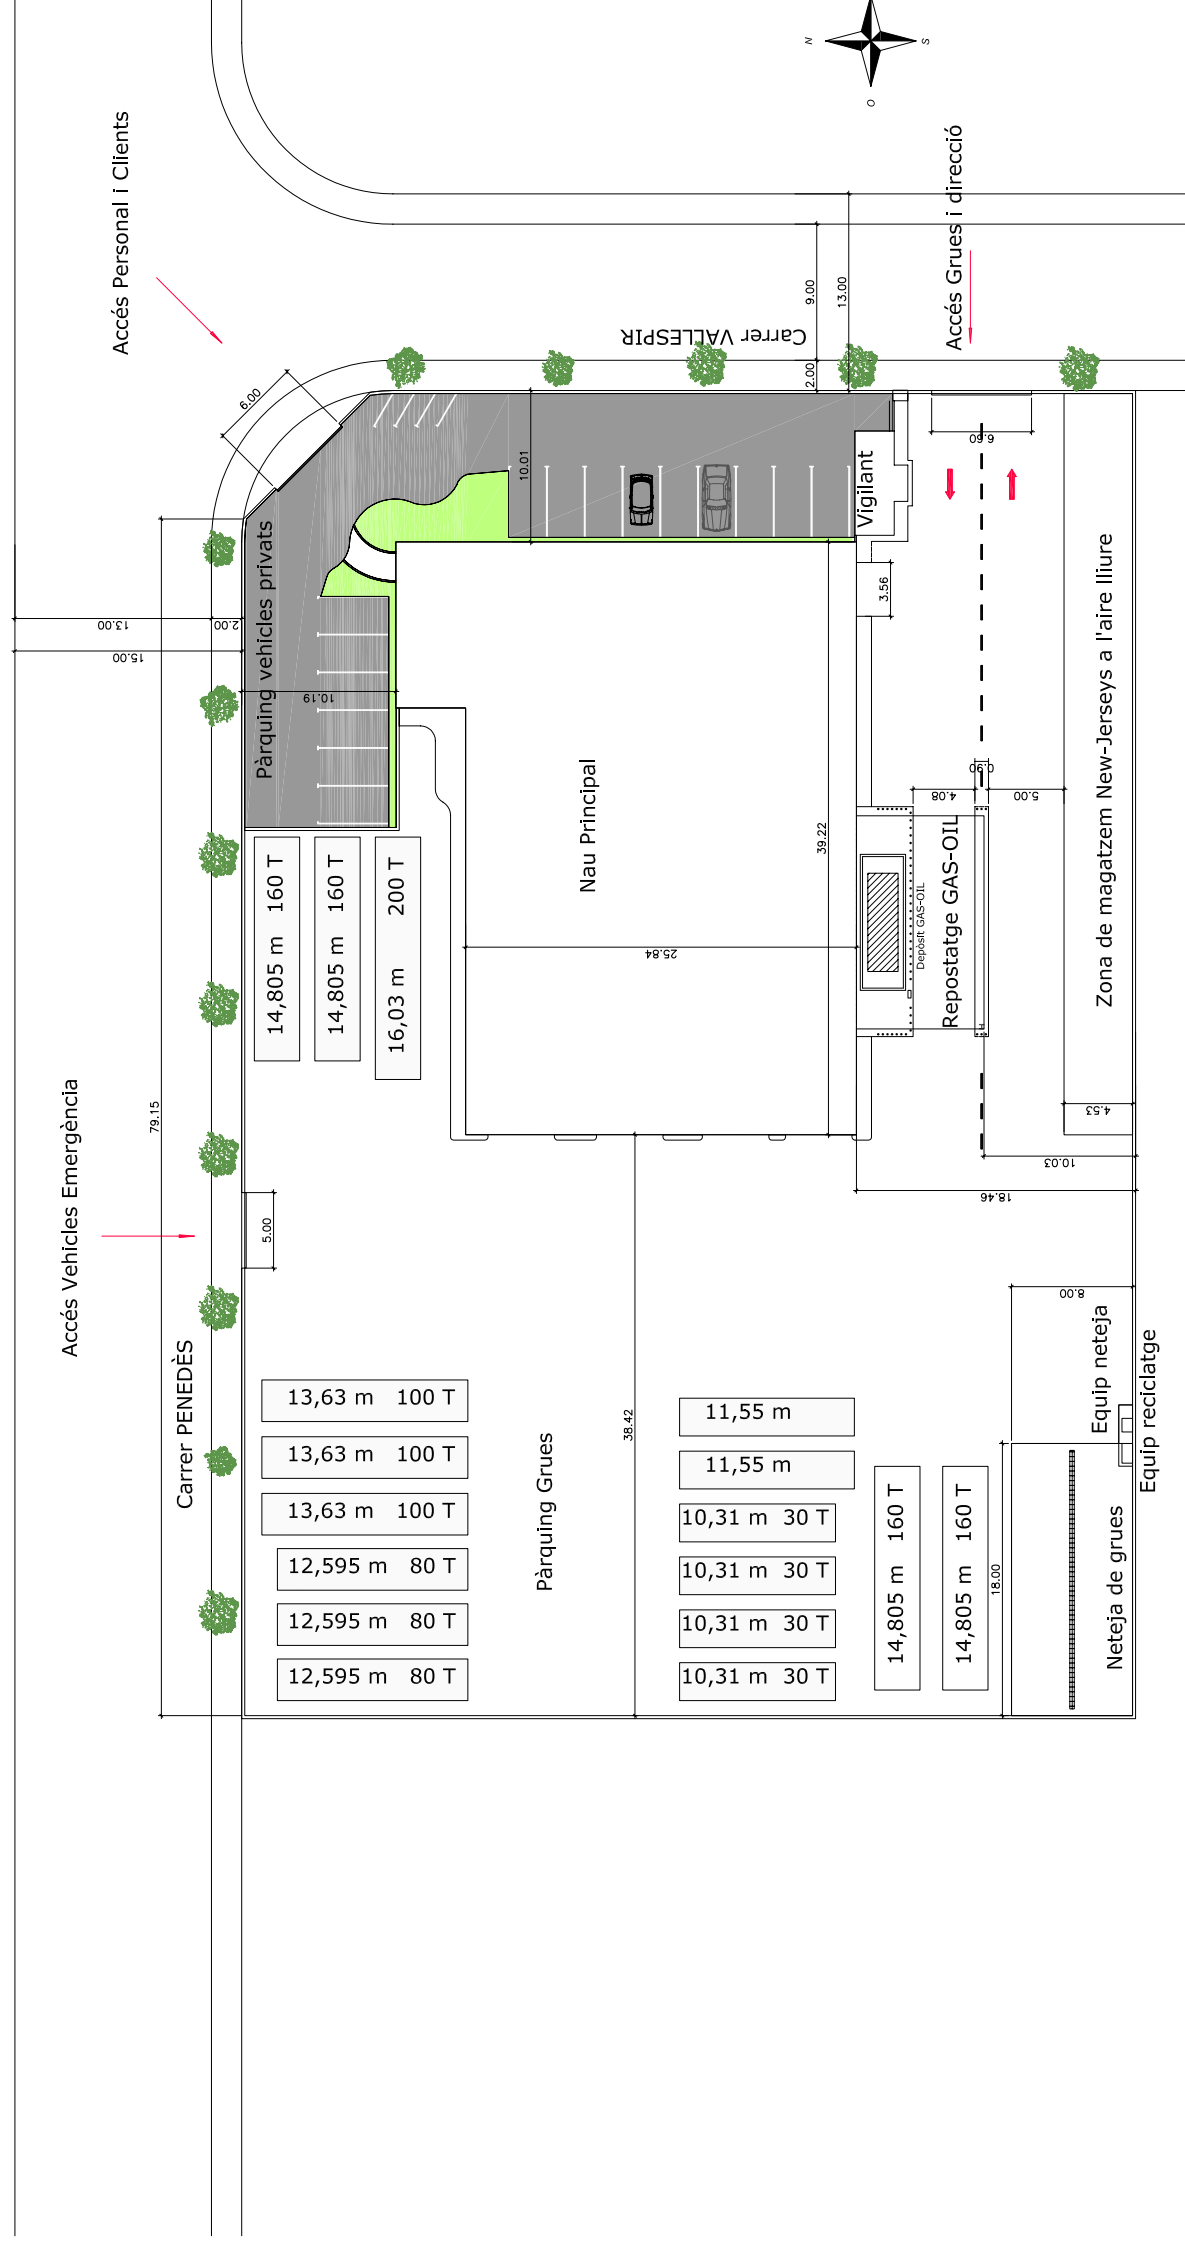 N
S
O
Accés Personal i Clients
Accés Grues i direcció
Carrer VALLESPIR
9.00
13.00
2.00
6.00
6.60
10.01
Vigilant
3.56
Pàrquing vehicles privats
13.00
2.00
15.00
10.19
79.15
14,805 m 160 T
14,805 m 160 T
16,03 m 200 T
Nau Principal
39.22
25.84
0.90
4.08
5.00
Depòsit GAS-OIL
Repostatge GAS-OIL
Zona de magatzem New-Jerseys a l'aire lliure
4.53
10.03
18.46
Accés Vehicles Emergència
5.00
Carrer PENEDÈS
13,63 m 100 T
13,63 m 100 T
13,63 m 100 T
12,595 m 80 T
12,595 m 80 T
12,595 m 80 T
Pàrquing Grues
38.42
11,55 m
11,55 m
10,31 m 30 T
10,31 m 30 T
10,31 m 30 T
10,31 m 30 T
14,805 m 160 T
14,805 m 160 T
8.00
18.00
Equip neteja
Equip reciclatge
Neteja de grues